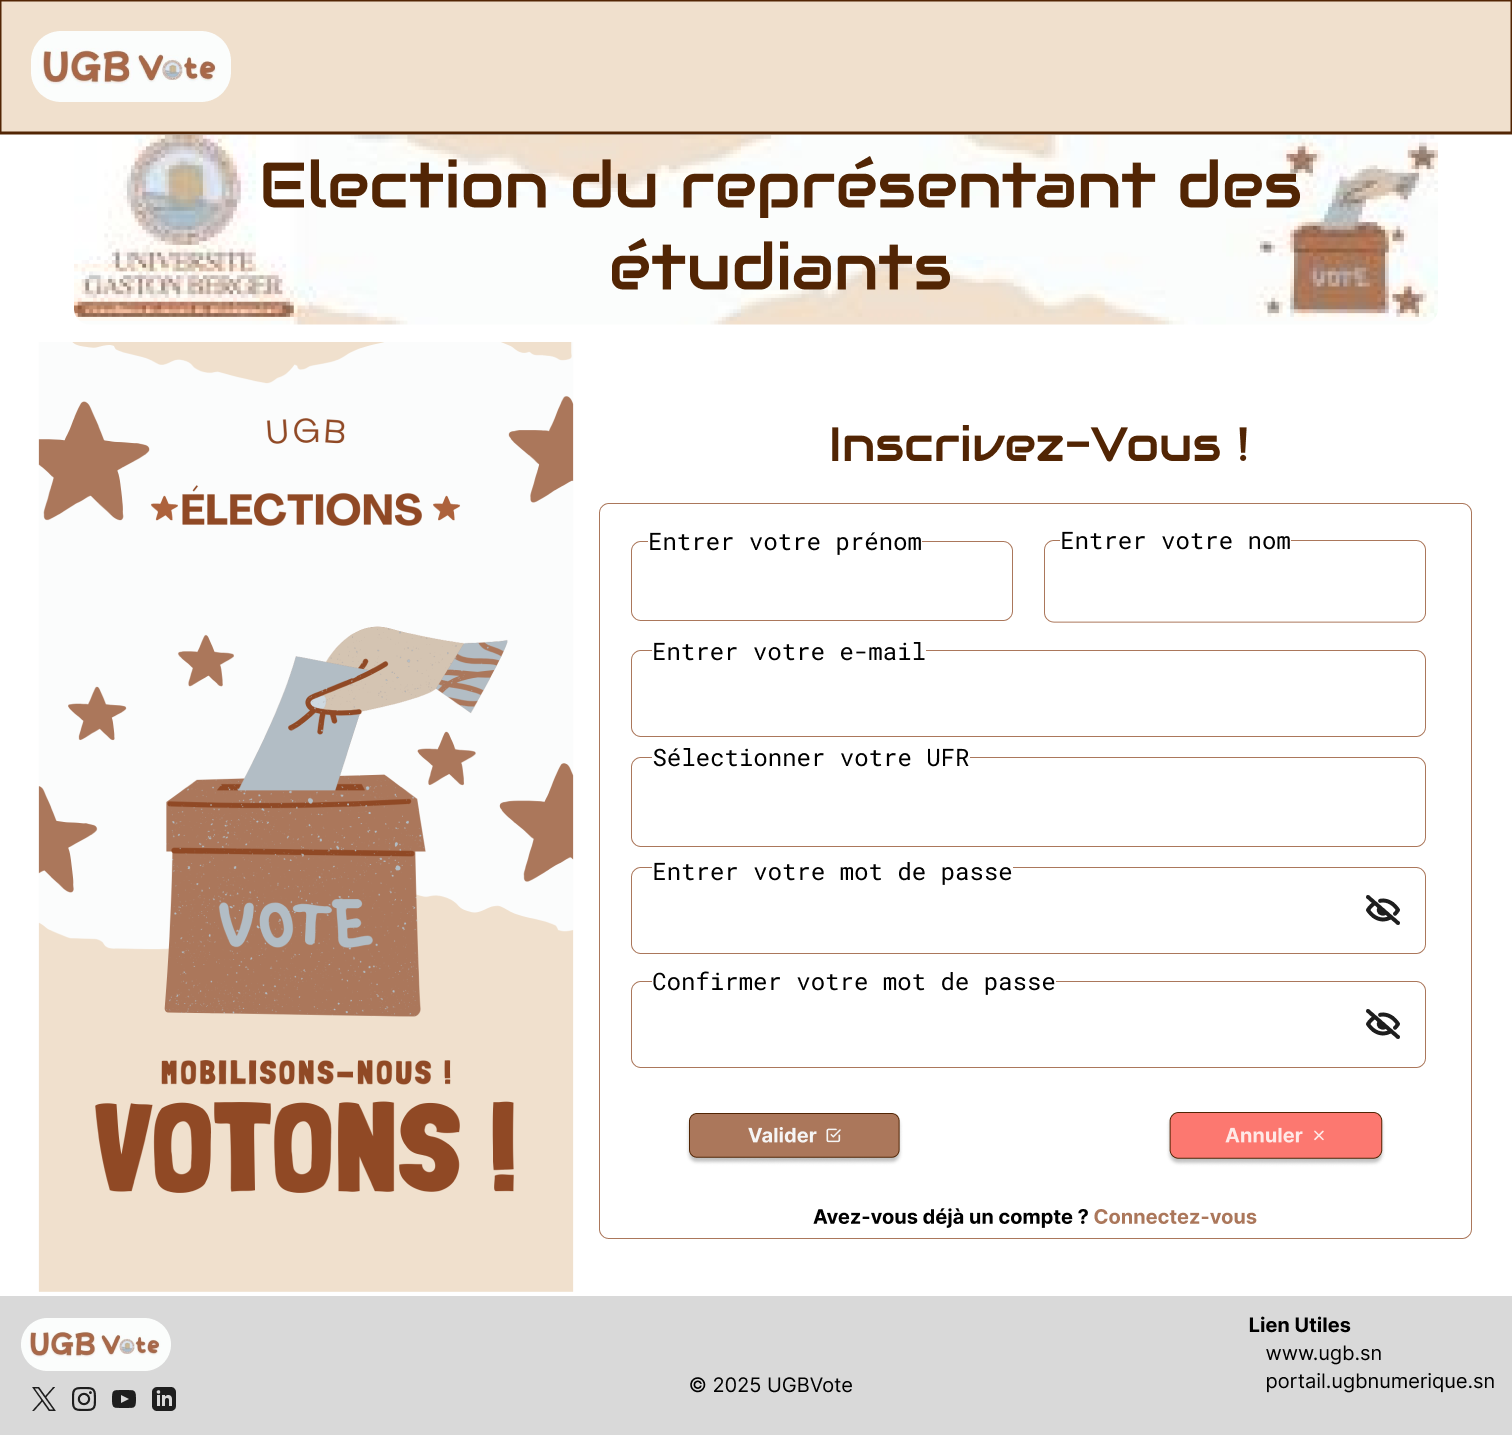 UGB Vote
Election du représentant des
étudiants
UNIVERSITE
GASTON BERGER
VOTE
UGB
ÉLECTIONS
VOTE
MOBILISONS-NOUS !
VOTONS !
Inscrivez-Vous !
Entrer votre prénom
Entrer votre nom
Entrer votre e-mail
Sélectionner votre UFR
Entrer votre mot de passe
Confirmer votre mot de passe
Valider
Annuler
Avez-vous déjà un compte ? Connectez-vous
UGB Vote
© 2025 UGBVote
Lien Utiles
www.ugb.sn
portail.ugbnumerique.sn